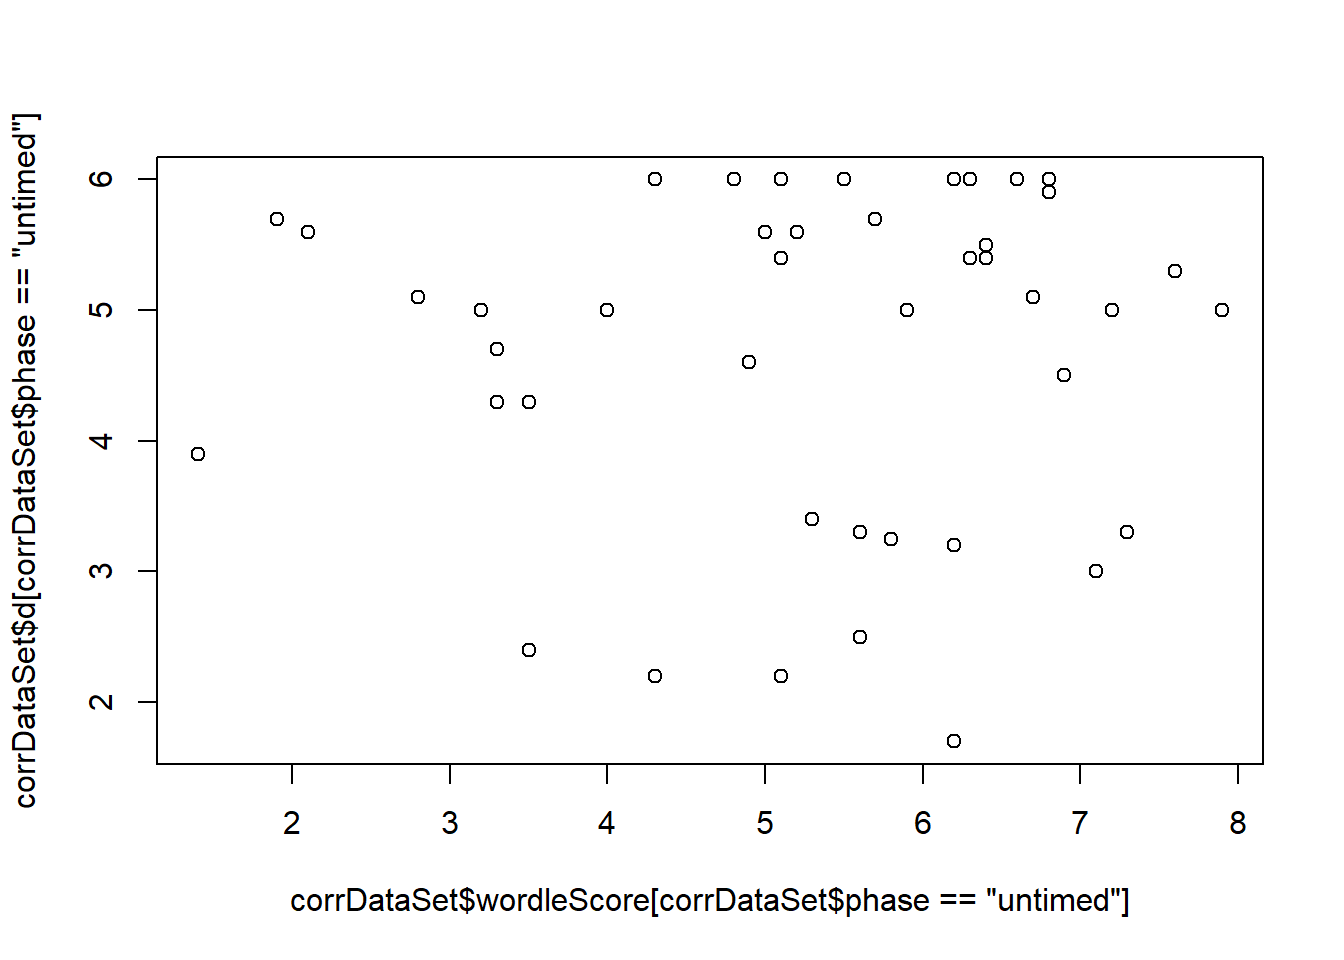 corrDataSet$d[corrDataSet$phase == "untimed"]
6
5
4
3
2
2 3 4 5 6 7 8
corrDataSet$wordleScore[corrDataSet$phase == "untimed"]